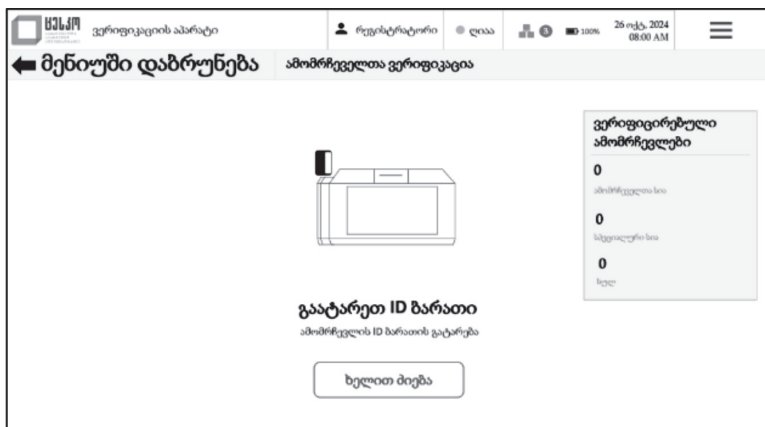 ცესკო
ვერიფიკაციის აპარატი
რეგისტრატორი
ღიაა
100%
26 ოქტ, 2024
08:00 AM
მენიუში დაბრუნება
ამომრჩეველთა ვერიფიკაცია
ვერიფიცირებული
ამომრჩევლები
0
ამომრჩეველთა სია
0
სპეციალური სია
0
სულ
გაატარეთ ID ბარათი
ამომრჩევლის ID ბარათის გატარება
ხელით ძიება